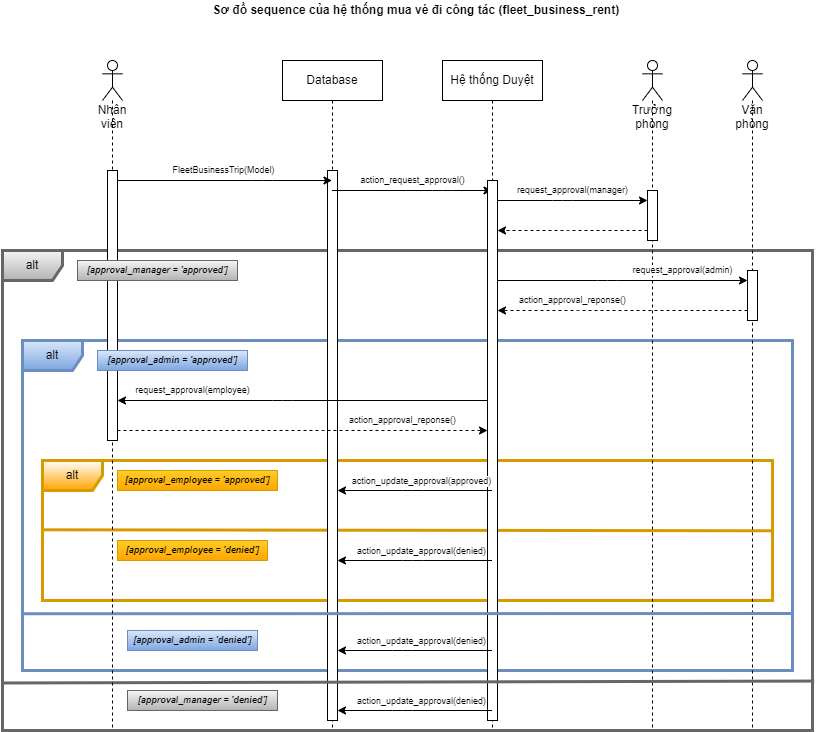 Sơ đồ sequence của hệ thống mua vé đi công tác (fleet_business_rent)
Database
Hệ thống Duyệt
Nhân
viên
Trưởng
phòng
Văn
phòng
FleetBusinessTrip(Model)
action_request_approval()
request_approval(manager)
alt
[approval_manager = 'approved']
request_approval(admin)
action_approval_reponse()
alt
[approval_admin = 'approved']
request_approval(employee)
action_approval_reponse()
alt
[approval_employee = 'approved']
action_update_approval(approved)
[approval_employee = 'denied']
action_update_approval(denied)
[approval_admin = 'denied']
action_update_approval(denied)
[approval_manager = 'denied']
action_update_approval(denied)